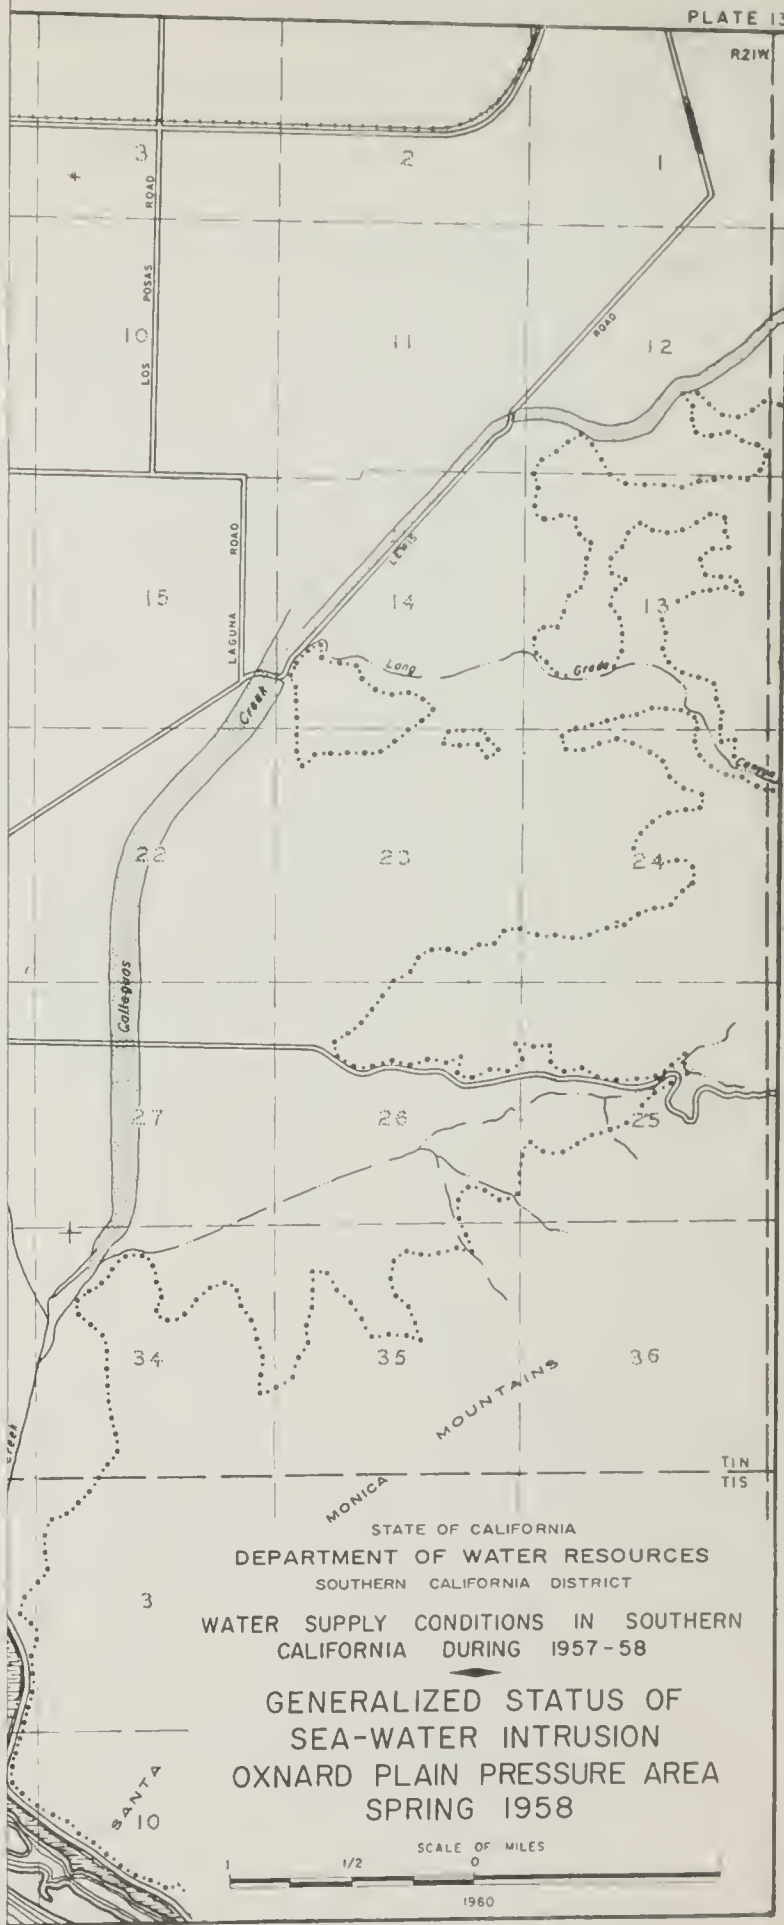 PLATE 13
R21W
3
2
1
ROAD
POSAS
LOS
10
11
12
ROAD
LEWIS
ROAD
LAGUNA
15
14
13
Long
Grade
Canyon
Creek
22
23
24
Calleguas
27
26
25
34
35
36
MOUNTAINS
Creek
T1N
T1S
MONICA
STATE OF CALIFORNIA
DEPARTMENT OF WATER RESOURCES
SOUTHERN CALIFORNIA DISTRICT
3
WATER SUPPLY CONDITIONS IN SOUTHERN
CALIFORNIA DURING 1957-58
GENERALIZED STATUS OF
SEA-WATER INTRUSION
OXNARD PLAIN PRESSURE AREA
SPRING 1958
SANTA
10
SCALE OF MILES
1 1/2 0 1
1960